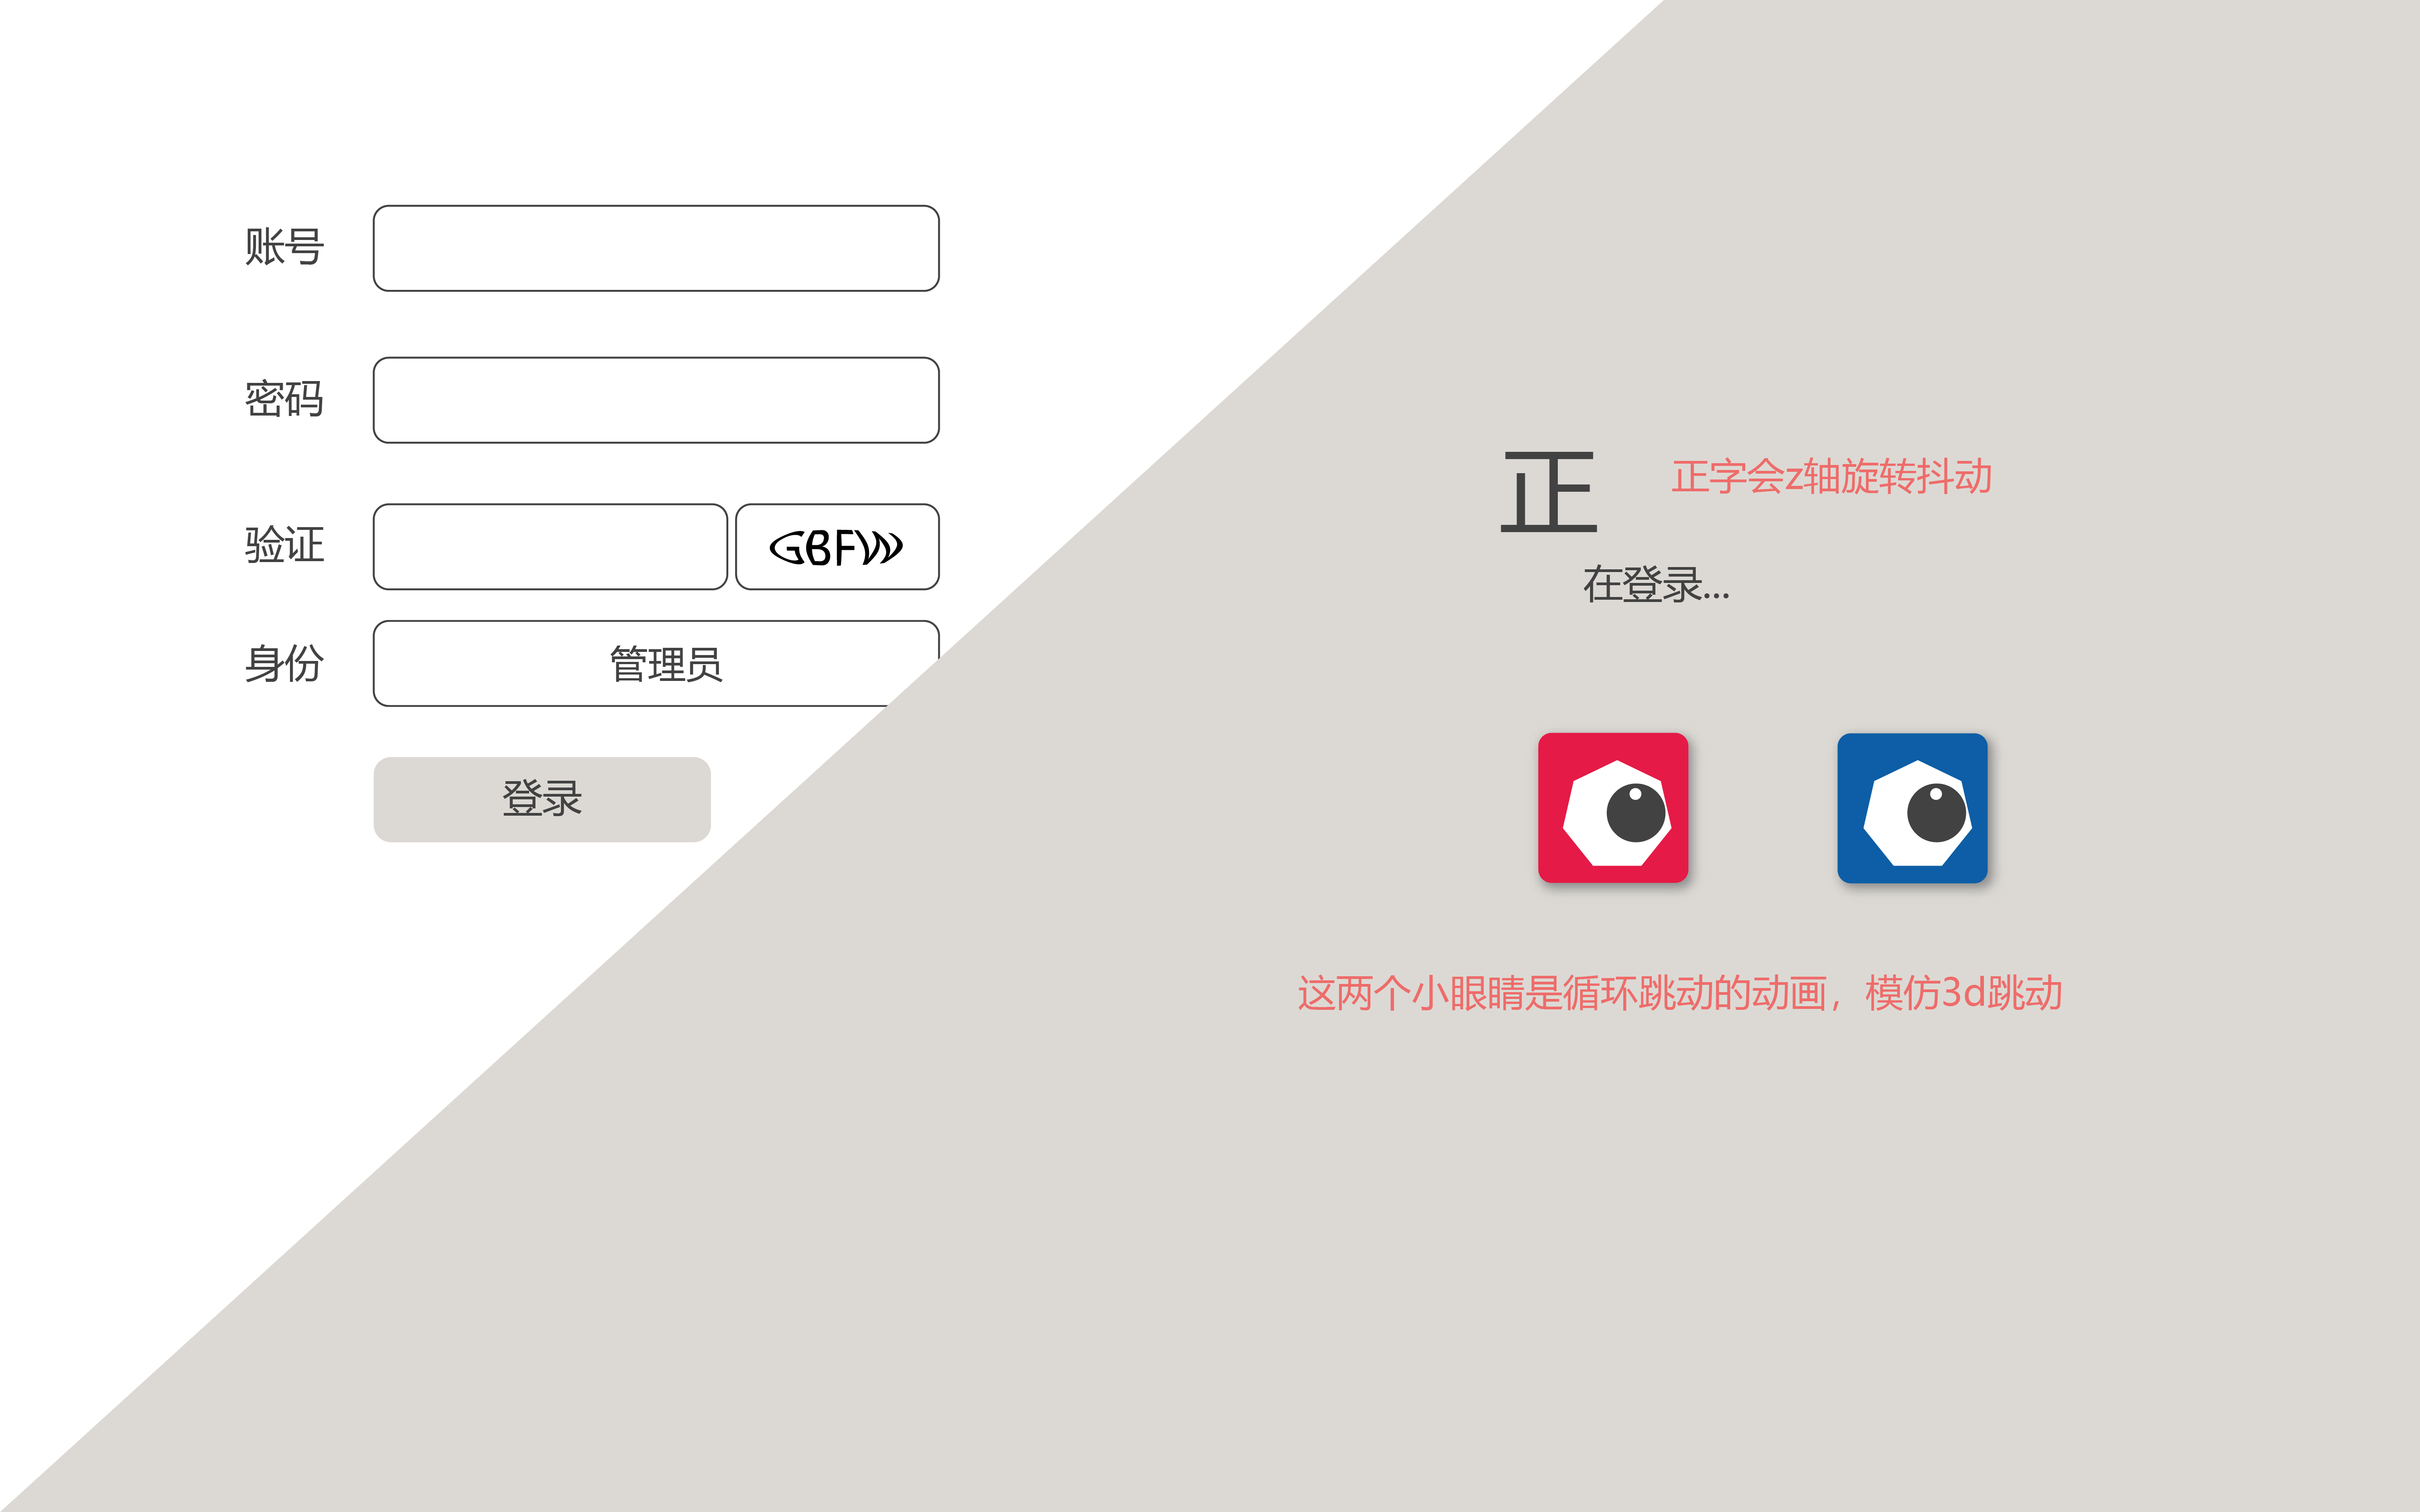 账号
密码
验证
GBF
身份
管理员
登录
正
正字会z轴旋转抖动
在登录...
这两个小眼睛是循环跳动的动画，模仿3d跳动